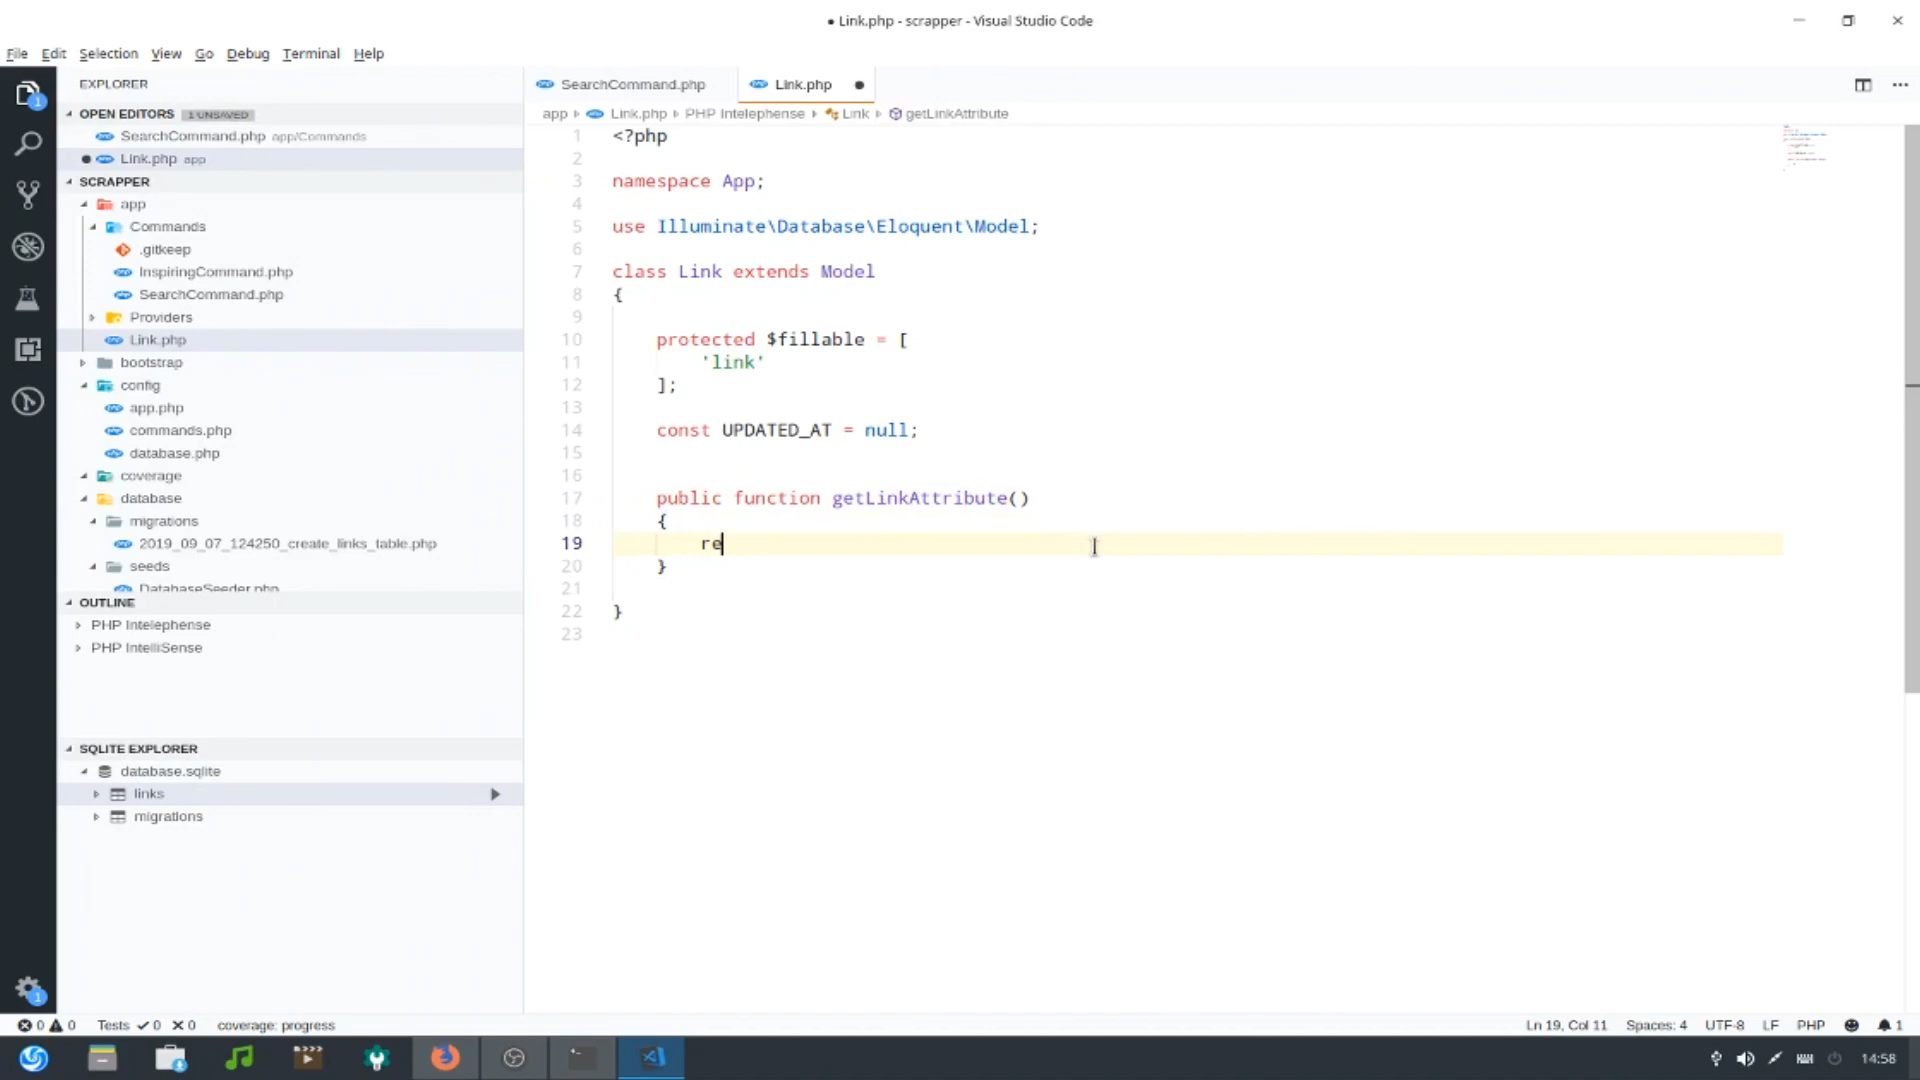 ● Link.php - scrapper - Visual Studio Code
File Edit Selection View Go Debug Terminal Help
EXPLORER
OPEN EDITORS 1 UNSAVED
SearchCommand.php app/Commands
Link.php app
SCRAPPER
app
Commands
.gitkeep
InspiringCommand.php
SearchCommand.php
Providers
Link.php
bootstrap
config
app.php
commands.php
database.php
coverage
database
migrations
2019_09_07_124250_create_links_table.php
seeds
DatabaseSeeder.php
OUTLINE
PHP Intelephense
PHP IntelliSense
SQLITE EXPLORER
database.sqlite
links
migrations
1
1
SearchCommand.php Link.php
app Link.php PHP Intelephense Link getLinkAttribute
1 <?php
2
3 namespace App;
4
5 use Illuminate\Database\Eloquent\Model;
6
7 class Link extends Model
8 {
9
10 protected $fillable = [
11 'link'
12 ];
13
14 const UPDATED_AT = null;
15
16
17 public function getLinkAttribute()
18 {
19 re
20 }
21
22 }
23
0 0 Tests 0 0 coverage: progress
Ln 19, Col 11 Spaces: 4 UTF-8 LF PHP 1
14:58